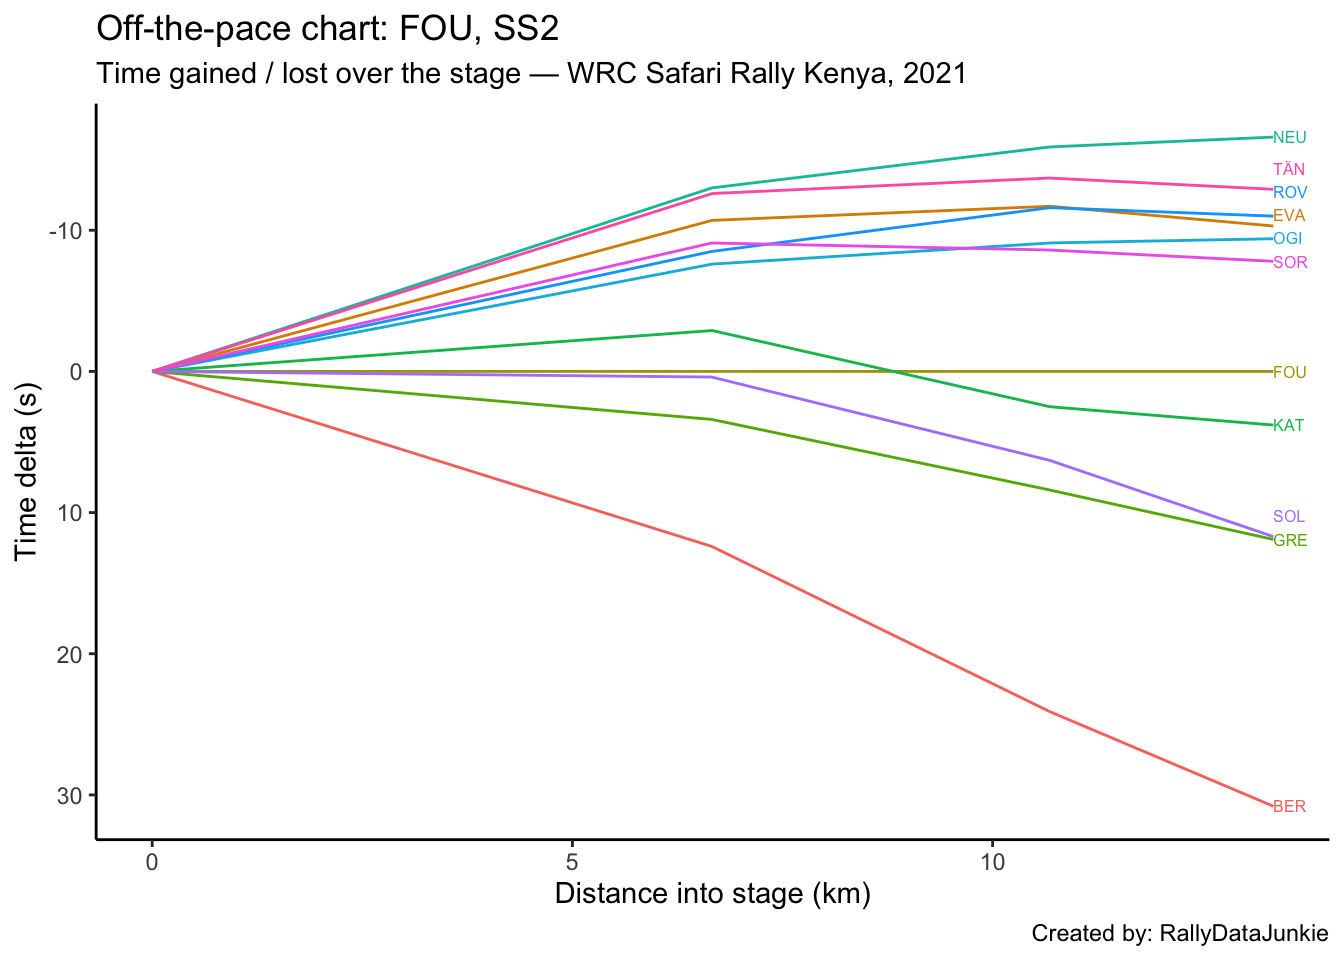 Off-the-pace chart: FOU, SS2
Time gained / lost over the stage — WRC Safari Rally Kenya, 2021
NEU
TÄN
ROV
EVA
OGI
SOR
FOU
KAT
SOL
GRE
BER
-10
0
10
20
30
Time delta (s)
0 5 10
Distance into stage (km)
Created by: RallyDataJunkie